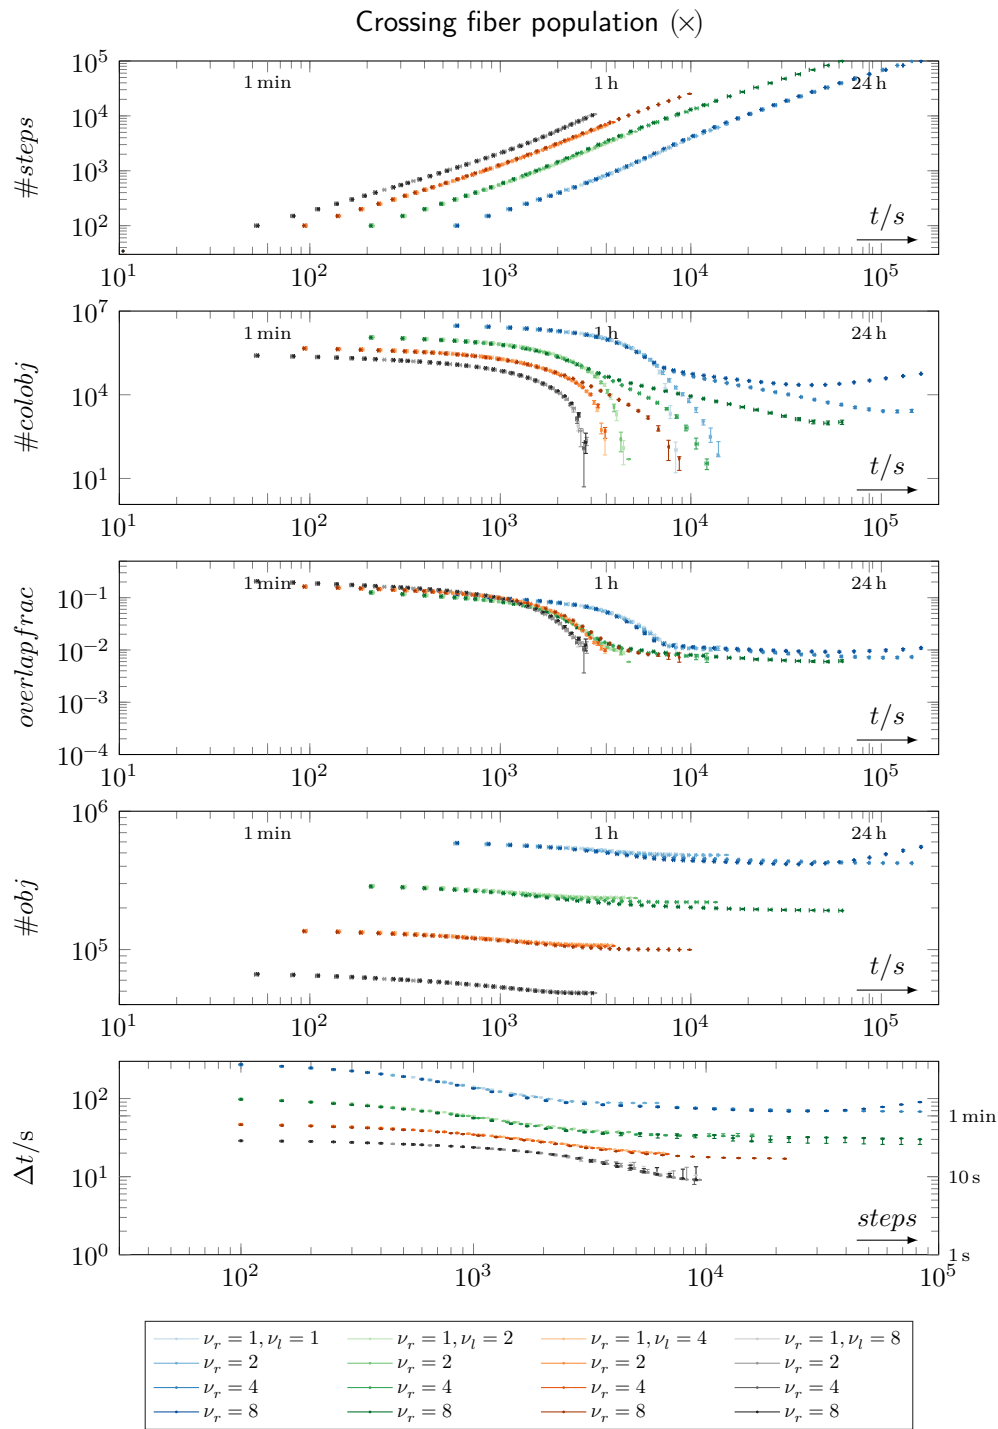 Crossing fiber population (×)
10^5
10^4
10^3
10^2
#steps
1 min
1 h
24 h
t/s
10^1 10^2 10^3 10^4 10^5
10^7
10^4
10^1
#colobj
1 min
1 h
24 h
t/s
10^1 10^2 10^3 10^4 10^5
10^-1
10^-2
10^-3
10^-4
overlapfrac
1 min
1 h
24 h
t/s
10^1 10^2 10^3 10^4 10^5
10^6
10^5
#obj
1 min
1 h
24 h
t/s
10^1 10^2 10^3 10^4 10^5
10^2
10^1
10^0
Δt/s
1 min
10 s
1 s
steps
10^2 10^3 10^4 10^5
ν_r = 1, ν_l = 1 ν_r = 1, ν_l = 2 ν_r = 1, ν_l = 4 ν_r = 1, ν_l = 8
ν_r = 2 ν_r = 2 ν_r = 2 ν_r = 2
ν_r = 4 ν_r = 4 ν_r = 4 ν_r = 4
ν_r = 8 ν_r = 8 ν_r = 8 ν_r = 8